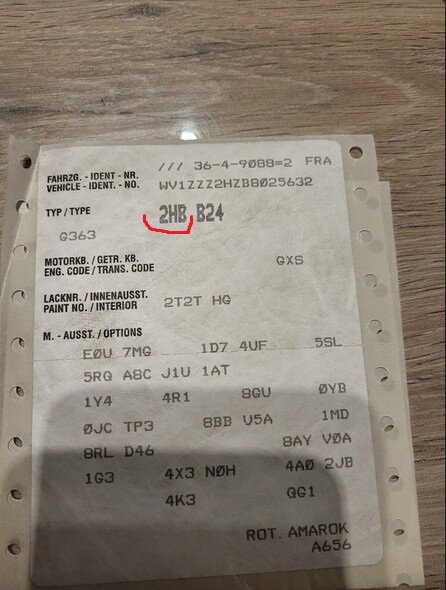 /// 36-4-9088=2 FRA
FAHRZG. - IDENT - NR.
VEHICLE - IDENT. - NO. WV1ZZZ2HZB8025632
TYP / TYPE 2HB B24
G363
MOTORKB. / GETR. KB.
ENG. CODE / TRANS. CODE GXS
LACKNR. / INNENAUSST.
PAINT NO. / INTERIOR 2T2T HG
M. - AUSST. / OPTIONS
E0U 7MG 1D7 4UF 5SL
5RQ A8C J1U 1AT
1Y4 4R1 8GU 0YB
0JC TP3 8BB U5A 1MD
8RL D46 8AY V0A
1G3 4X3 N0H 4A0 2JB
4K3 QG1
ROT. AMAROK
A656